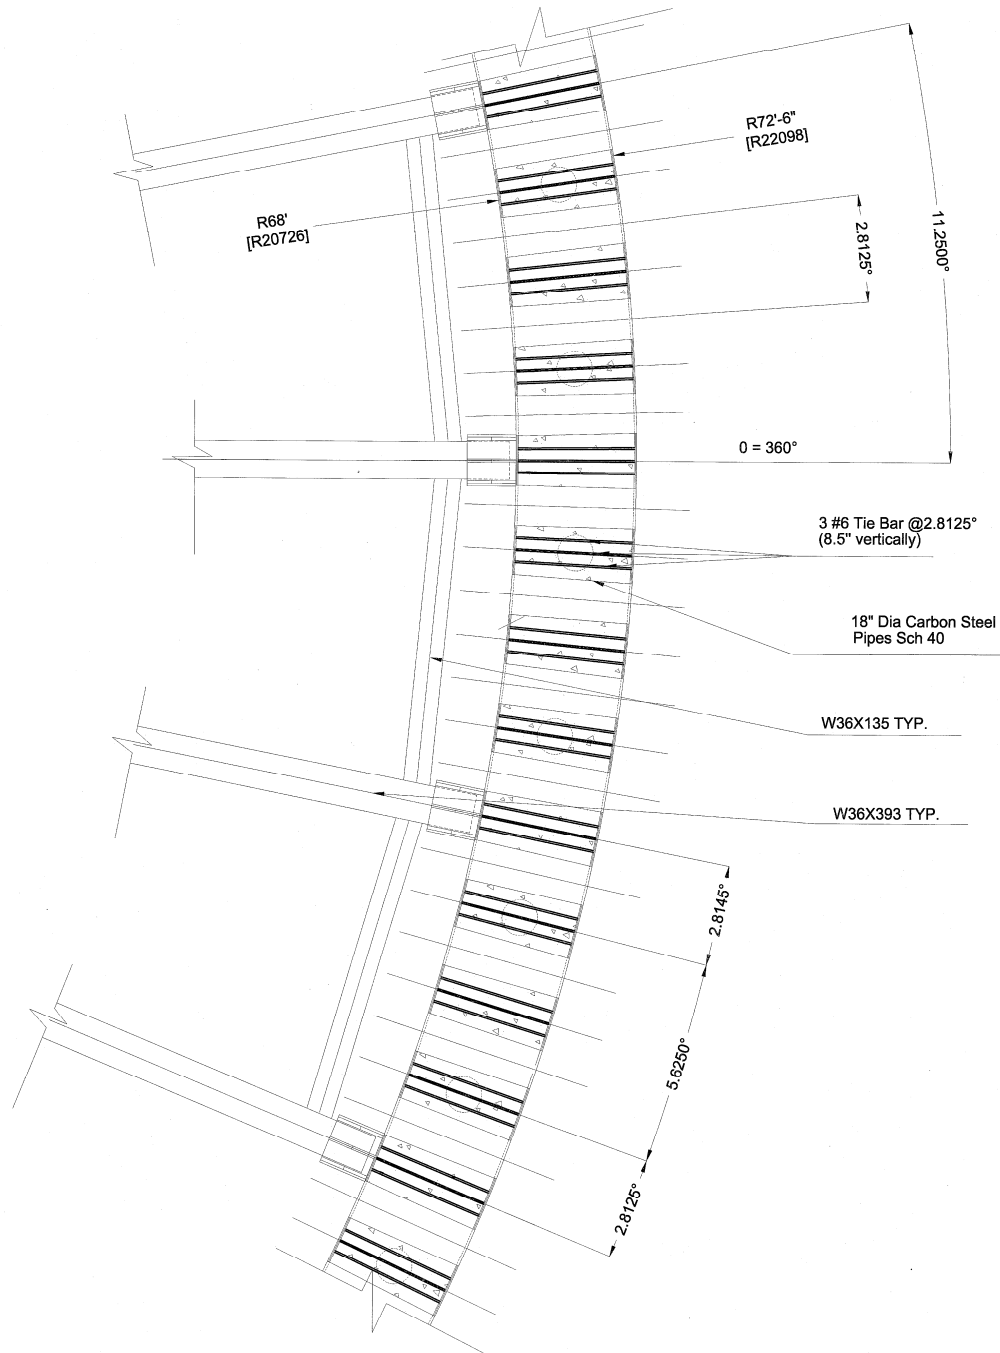 R72'-6"
[R22098]
R68'
[R20726]
11.2500°
2.8125°
0 = 360°
3 #6 Tie Bar @2.8125°
(8.5" vertically)
18" Dia Carbon Steel
Pipes Sch 40
W36X135 TYP.
W36X393 TYP.
2.8145°
5.6250°
2.8125°